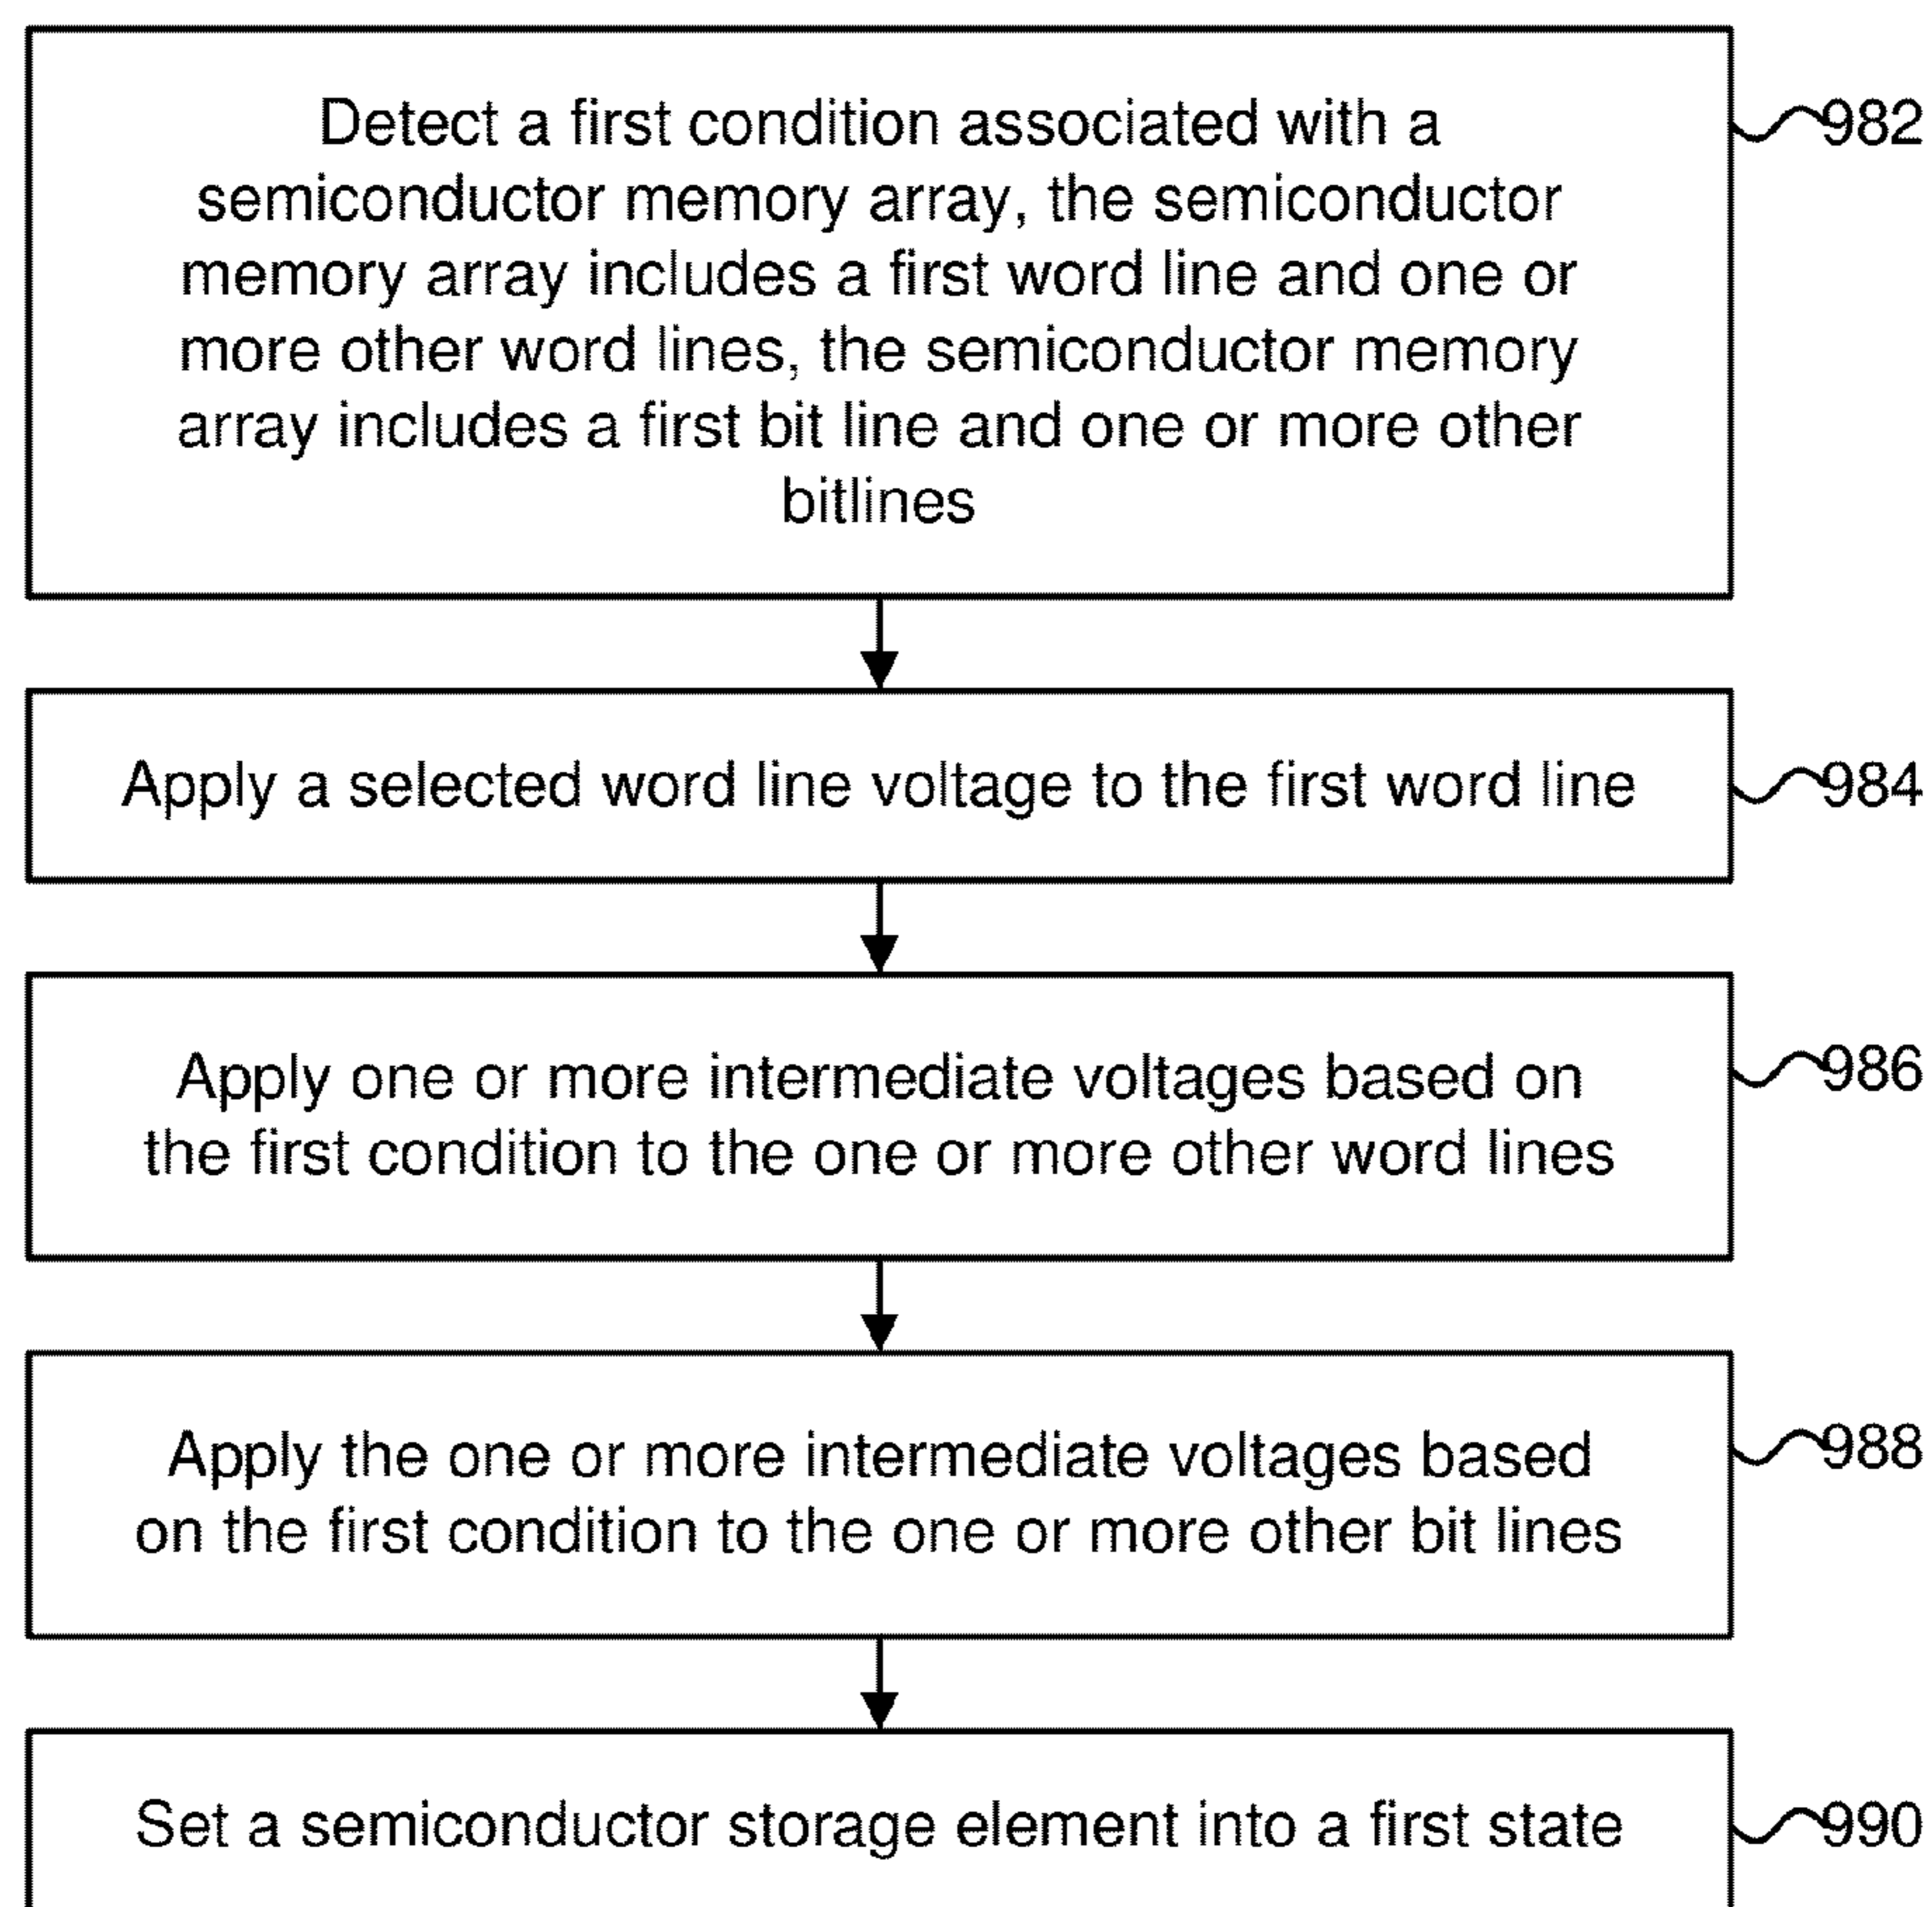 Detect a first condition associated with a
982
semiconductor memory array, the semiconductor
memory array includes a first word line and one or
more other word lines, the semiconductor memory
array includes a first bit line and one or more other
bitlines
Apply a selected word line voltage to the first word line
984
Apply one or more intermediate voltages based on
986
the first condition to the one or more other word lines
Apply the one or more intermediate voltages based
988
on the first condition to the one or more other bit lines
Set a semiconductor storage element into a first state
990